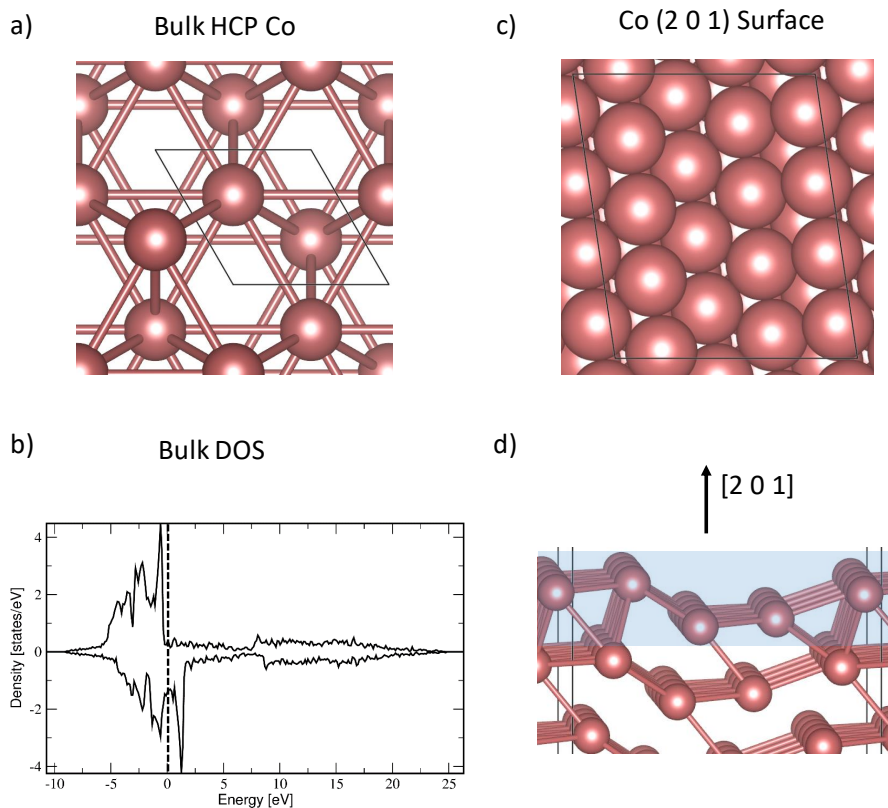 a)
Bulk HCP Co
c)
Co (2 0 1) Surface
b)
Bulk DOS
d)
[2 0 1]
4
2
0
-2
-4
Density [states/eV]
-10
-5
0
5
10
15
20
25
Energy [eV]